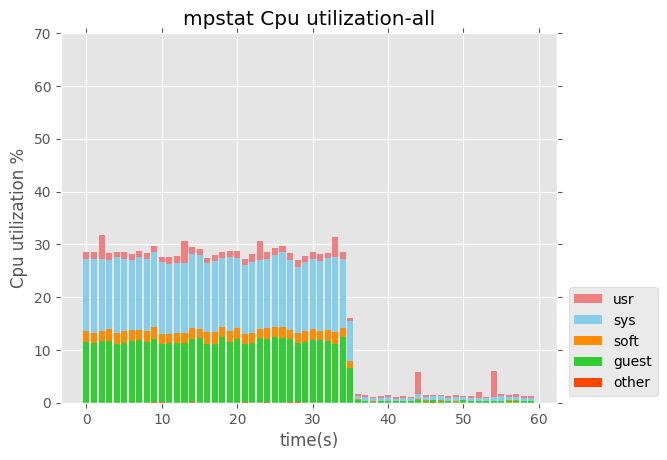 mpstat Cpu utilization-all
70
60
50
40
30
20
10
0
Cpu utilization %
0 10 20 30 40 50 60
time(s)
usr
sys
soft
guest
other